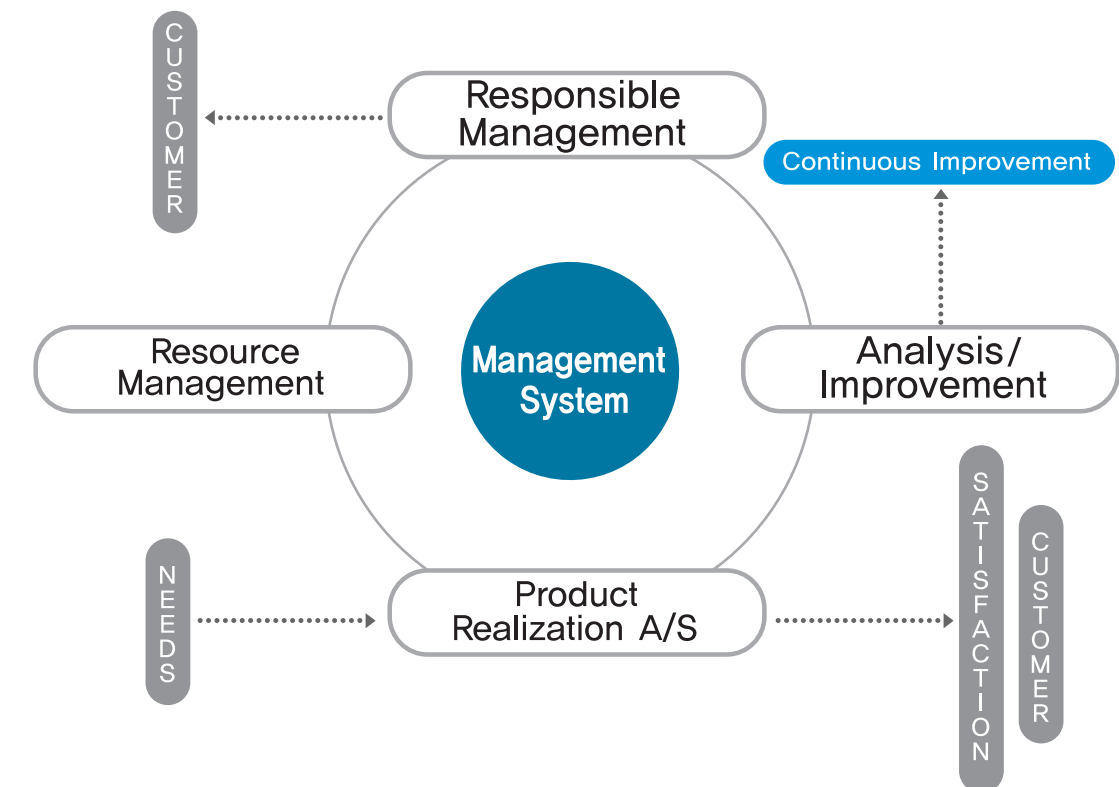 CUSTOMER
Responsible
Management
Continuous Improvement
Resource
Management
Management
System
Analysis/
Improvement
NEEDS
Product
Realization A/S
SATISFACTION
CUSTOMER